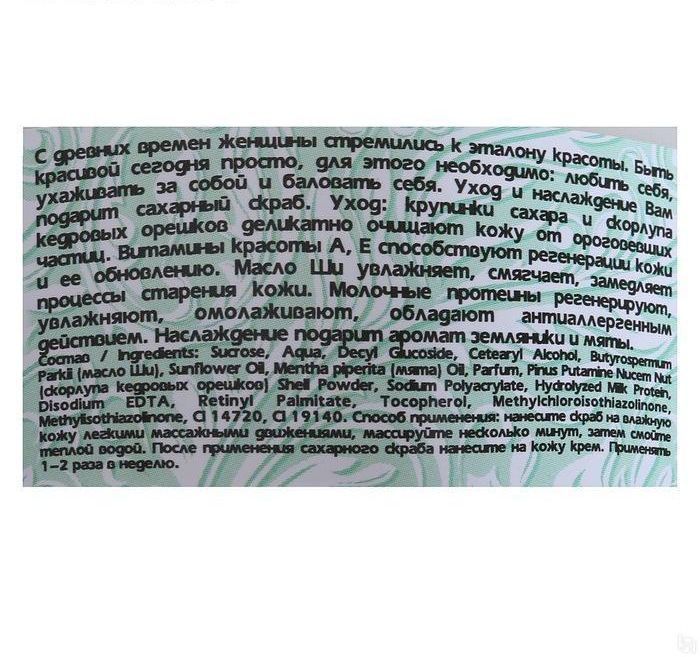 С древних времен женщины стремились к эталону красоты. Быть
красивой сегодня просто, для этого необходимо: любить себя,
ухаживать за собой и баловать себя. Уход и наслаждение Вам
подарит сахарный скраб. Уход: крупинки сахара и скорлупа
кедровых орешков деликатно очищают кожу от ороговевших
частиц. Витамины красоты А, Е способствуют регенерации кожи
и ее обновлению. Масло Ши увлажняет, смягчает, замедляет
процессы старения кожи. Молочные протеины регенерируют,
увлажняют, омолаживают, обладают антиаллергенным
действием. Наслаждение подарит аромат земляники и мяты.
Состав / Ingredients: Sucrose, Aqua, Decyl Glucoside, Cetearyl Alcohol, Butyrospermum
Parkii (масло Ши), Sunflower Oil, Mentha piperita (мята) Oil, Parfum, Pinus Putamine Nucem Nut
(скорлупа кедровых орешков) Shell Powder, Sodium Polyacrylate, Hydrolyzed Milk Protein,
Disodium EDTA, Retinyl Palmitate, Tocopherol, Methylchloroisothiazolinone,
Methylisothiazolinone, CI 14720, CI 19140. Способ применения: нанесите скраб на влажную
кожу легкими массажными движениями, массируйте несколько минут, затем смойте
теплой водой. После применения сахарного скраба нанесите на кожу крем. Применять
1-2 раза в неделю.